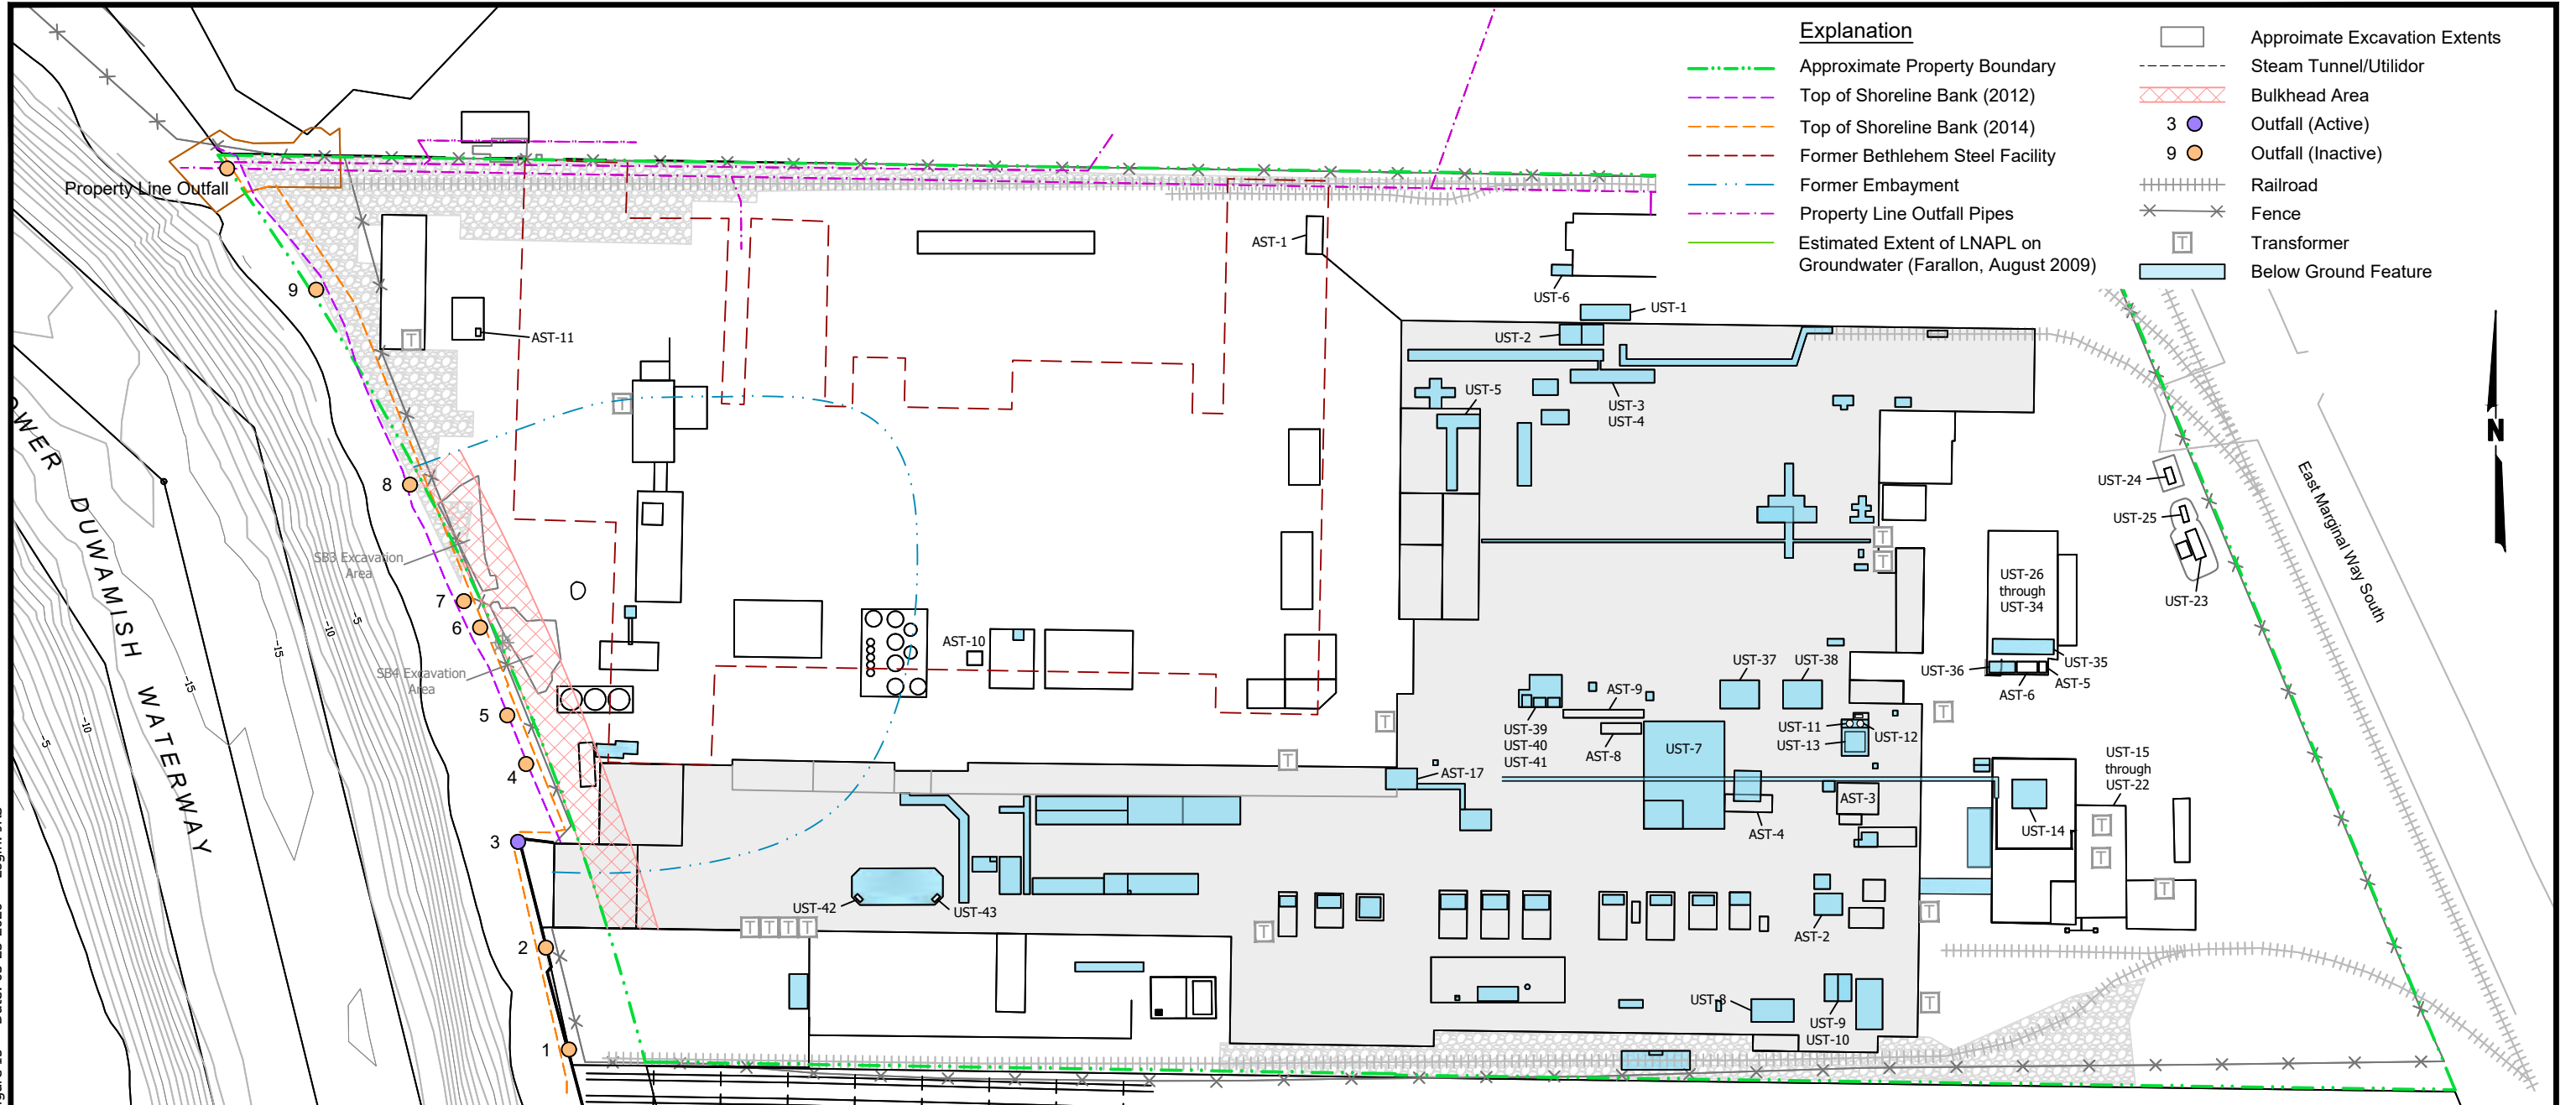 Explanation
Approximate Property Boundary
Top of Shoreline Bank (2012)
Top of Shoreline Bank (2014)
Former Bethlehem Steel Facility
Former Embayment
Property Line Outfall Pipes
Estimated Extent of LNAPL on
Groundwater (Farallon, August 2009)
Approimate Excavation Extents
Steam Tunnel/Utilidor
Bulkhead Area
3 Outfall (Active)
9 Outfall (Inactive)
Railroad
Fence
T Transformer
Below Ground Feature
Property Line Outfall
9
8
7
6
5
4
3
2
1
SB3 Excavation
Area
SB4 Excavation
Area
OWER DUWAMISH WATERWAY
-5
-10
-15
-15
-10
-5
AST-11
T
T
AST-1
UST-6
UST-1
UST-2
UST-5
UST-3
UST-4
T
T
UST-24
UST-25
UST-23
East Marginal Way South
N
UST-26
through
UST-34
UST-35
UST-36
AST-5
AST-6
AST-10
UST-37
UST-38
AST-9
UST-39
UST-40
UST-41
AST-8
UST-7
UST-11
UST-12
UST-13
T
T
T
AST-17
AST-3
AST-4
UST-15
through
UST-22
UST-14
T
T
T
UST-42
UST-43
T T T T
T
AST-2
T
UST-8
UST-9
UST-10
T